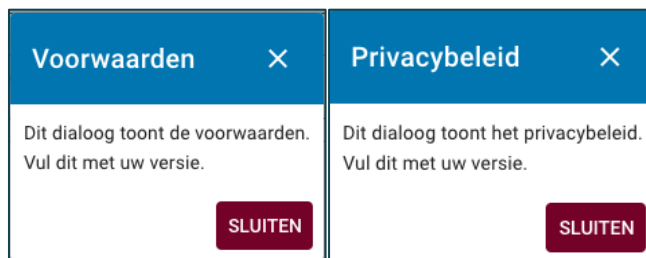 Voorwaarden
Dit dialoog toont de voorwaarden.
Vul dit met uw versie.
SLUITEN
Privacybeleid
Dit dialoog toont het privacybeleid.
Vul dit met uw versie.
SLUITEN